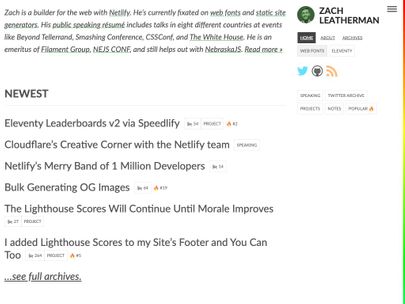 Zach is a builder for the web with Netlify. He's currently fixated on web fonts and static site
generators. His public speaking résumé includes talks in eight different countries at events
like Beyond Tellerrand, Smashing Conference, CSSConf, and The White House. He is an
emeritus of Filament Group, NEJS CONF, and still helps out with NebraskaJS. Read more »
NEWEST
Eleventy Leaderboards v2 via Speedlify 54 PROJECT #2
Cloudflare's Creative Corner with the Netlify team SPEAKING
Netlify's Merry Band of 1 Million Developers 54
Bulk Generating OG Images 64 #19
The Lighthouse Scores Will Continue Until Morale Improves
27 PROJECT
I added Lighthouse Scores to my Site's Footer and You Can
Too 264 PROJECT #5
...see full archives.
ZACH
LEATHERMAN
HOME ABOUT ARCHIVES
WEB FONTS ELEVENTY
SPEAKING TWITTER ARCHIVE
PROJECTS NOTES POPULAR